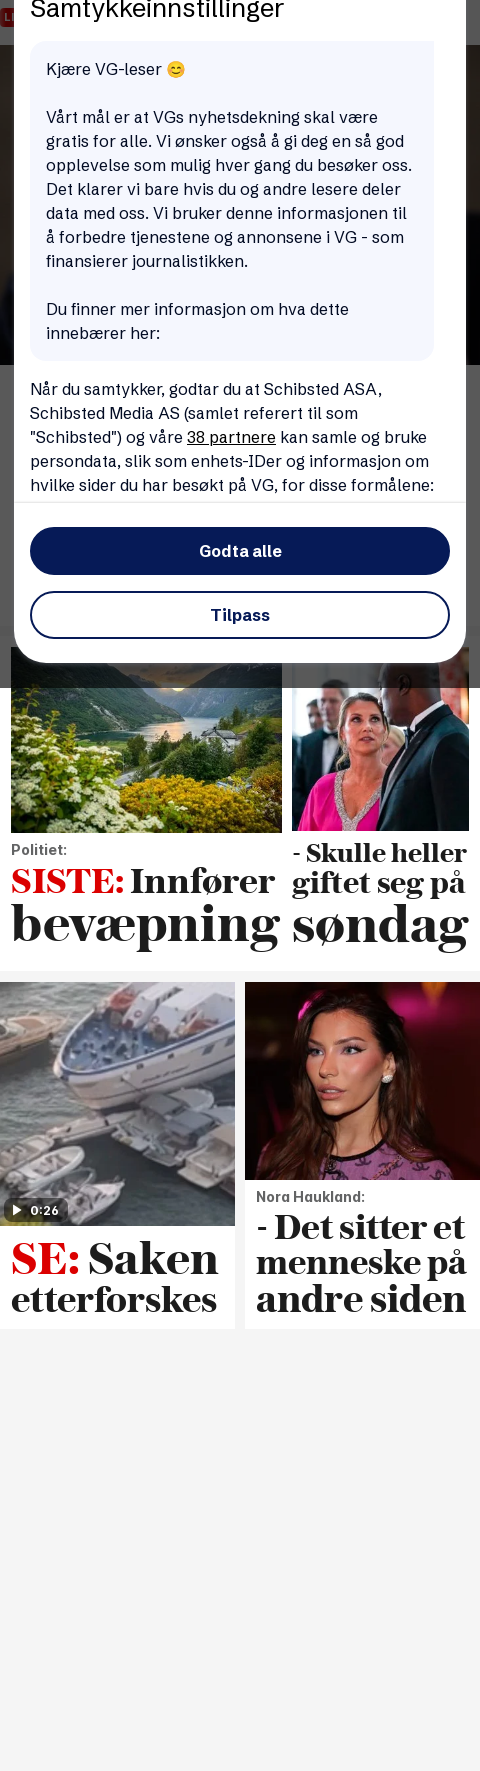 Samtykkeinnstillinger
Kjære VG-leser 😊
Vårt mål er at VGs nyhetsdekning skal være
gratis for alle. Vi ønsker også å gi deg en så god
opplevelse som mulig hver gang du besøker oss.
Det klarer vi bare hvis du og andre lesere deler
data med oss. Vi bruker denne informasjonen til
å forbedre tjenestene og annonsene i VG - som
finansierer journalistikken.
Du finner mer informasjon om hva dette
innebærer her:
Når du samtykker, godtar du at Schibsted ASA,
Schibsted Media AS (samlet referert til som
"Schibsted") og våre 38 partnere kan samle og bruke
persondata, slik som enhets-IDer og informasjon om
hvilke sider du har besøkt på VG, for disse formålene:
Godta alle
Tilpass
Politiet:
SISTE: Innfører
bevæpning
- Skulle heller
giftet seg på
søndag
0:26
SE: Saken
etterforskes
Nora Haukland:
- Det sitter et
menneske på
andre siden